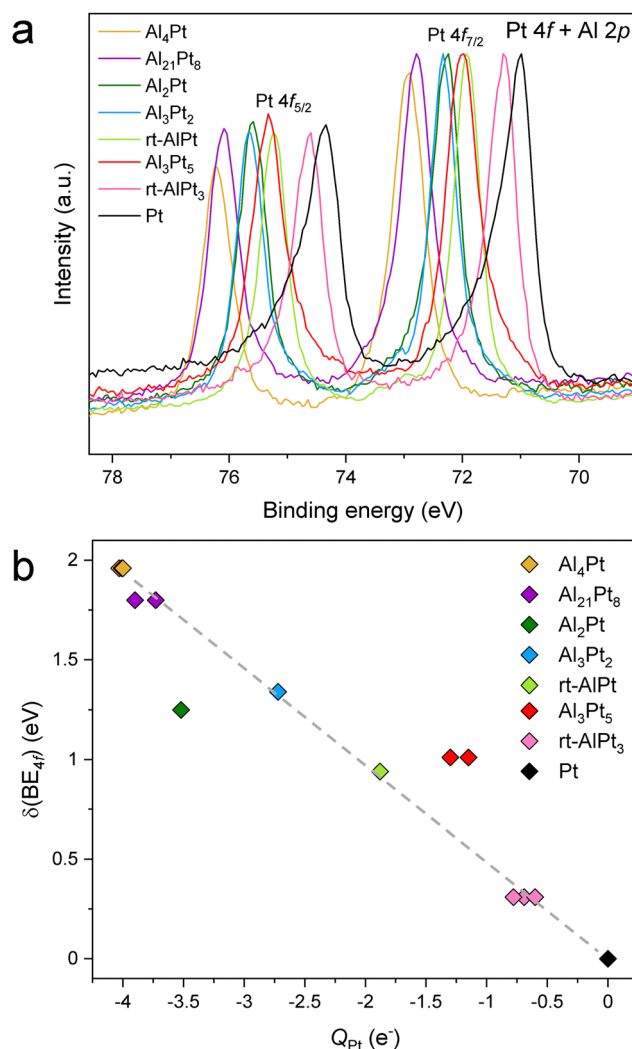 a
Al₄Pt
Al₂₁Pt₈
Al₂Pt
Al₃Pt₂
rt-AlPt
Al₃Pt₅
rt-AlPt₃
Pt
Pt 4f₅/₂
Pt 4f₇/₂
Pt 4f + Al 2p
Intensity (a.u.)
78 76 74 72 70
Binding energy (eV)
b
Al₄Pt
Al₂₁Pt₈
Al₂Pt
Al₃Pt₂
rt-AlPt
Al₃Pt₅
rt-AlPt₃
Pt
δ(BE₄f) (eV)
2
1.5
1
0.5
0
-4 -3.5 -3 -2.5 -2 -1.5 -1 -0.5 0
QPt (e⁻)